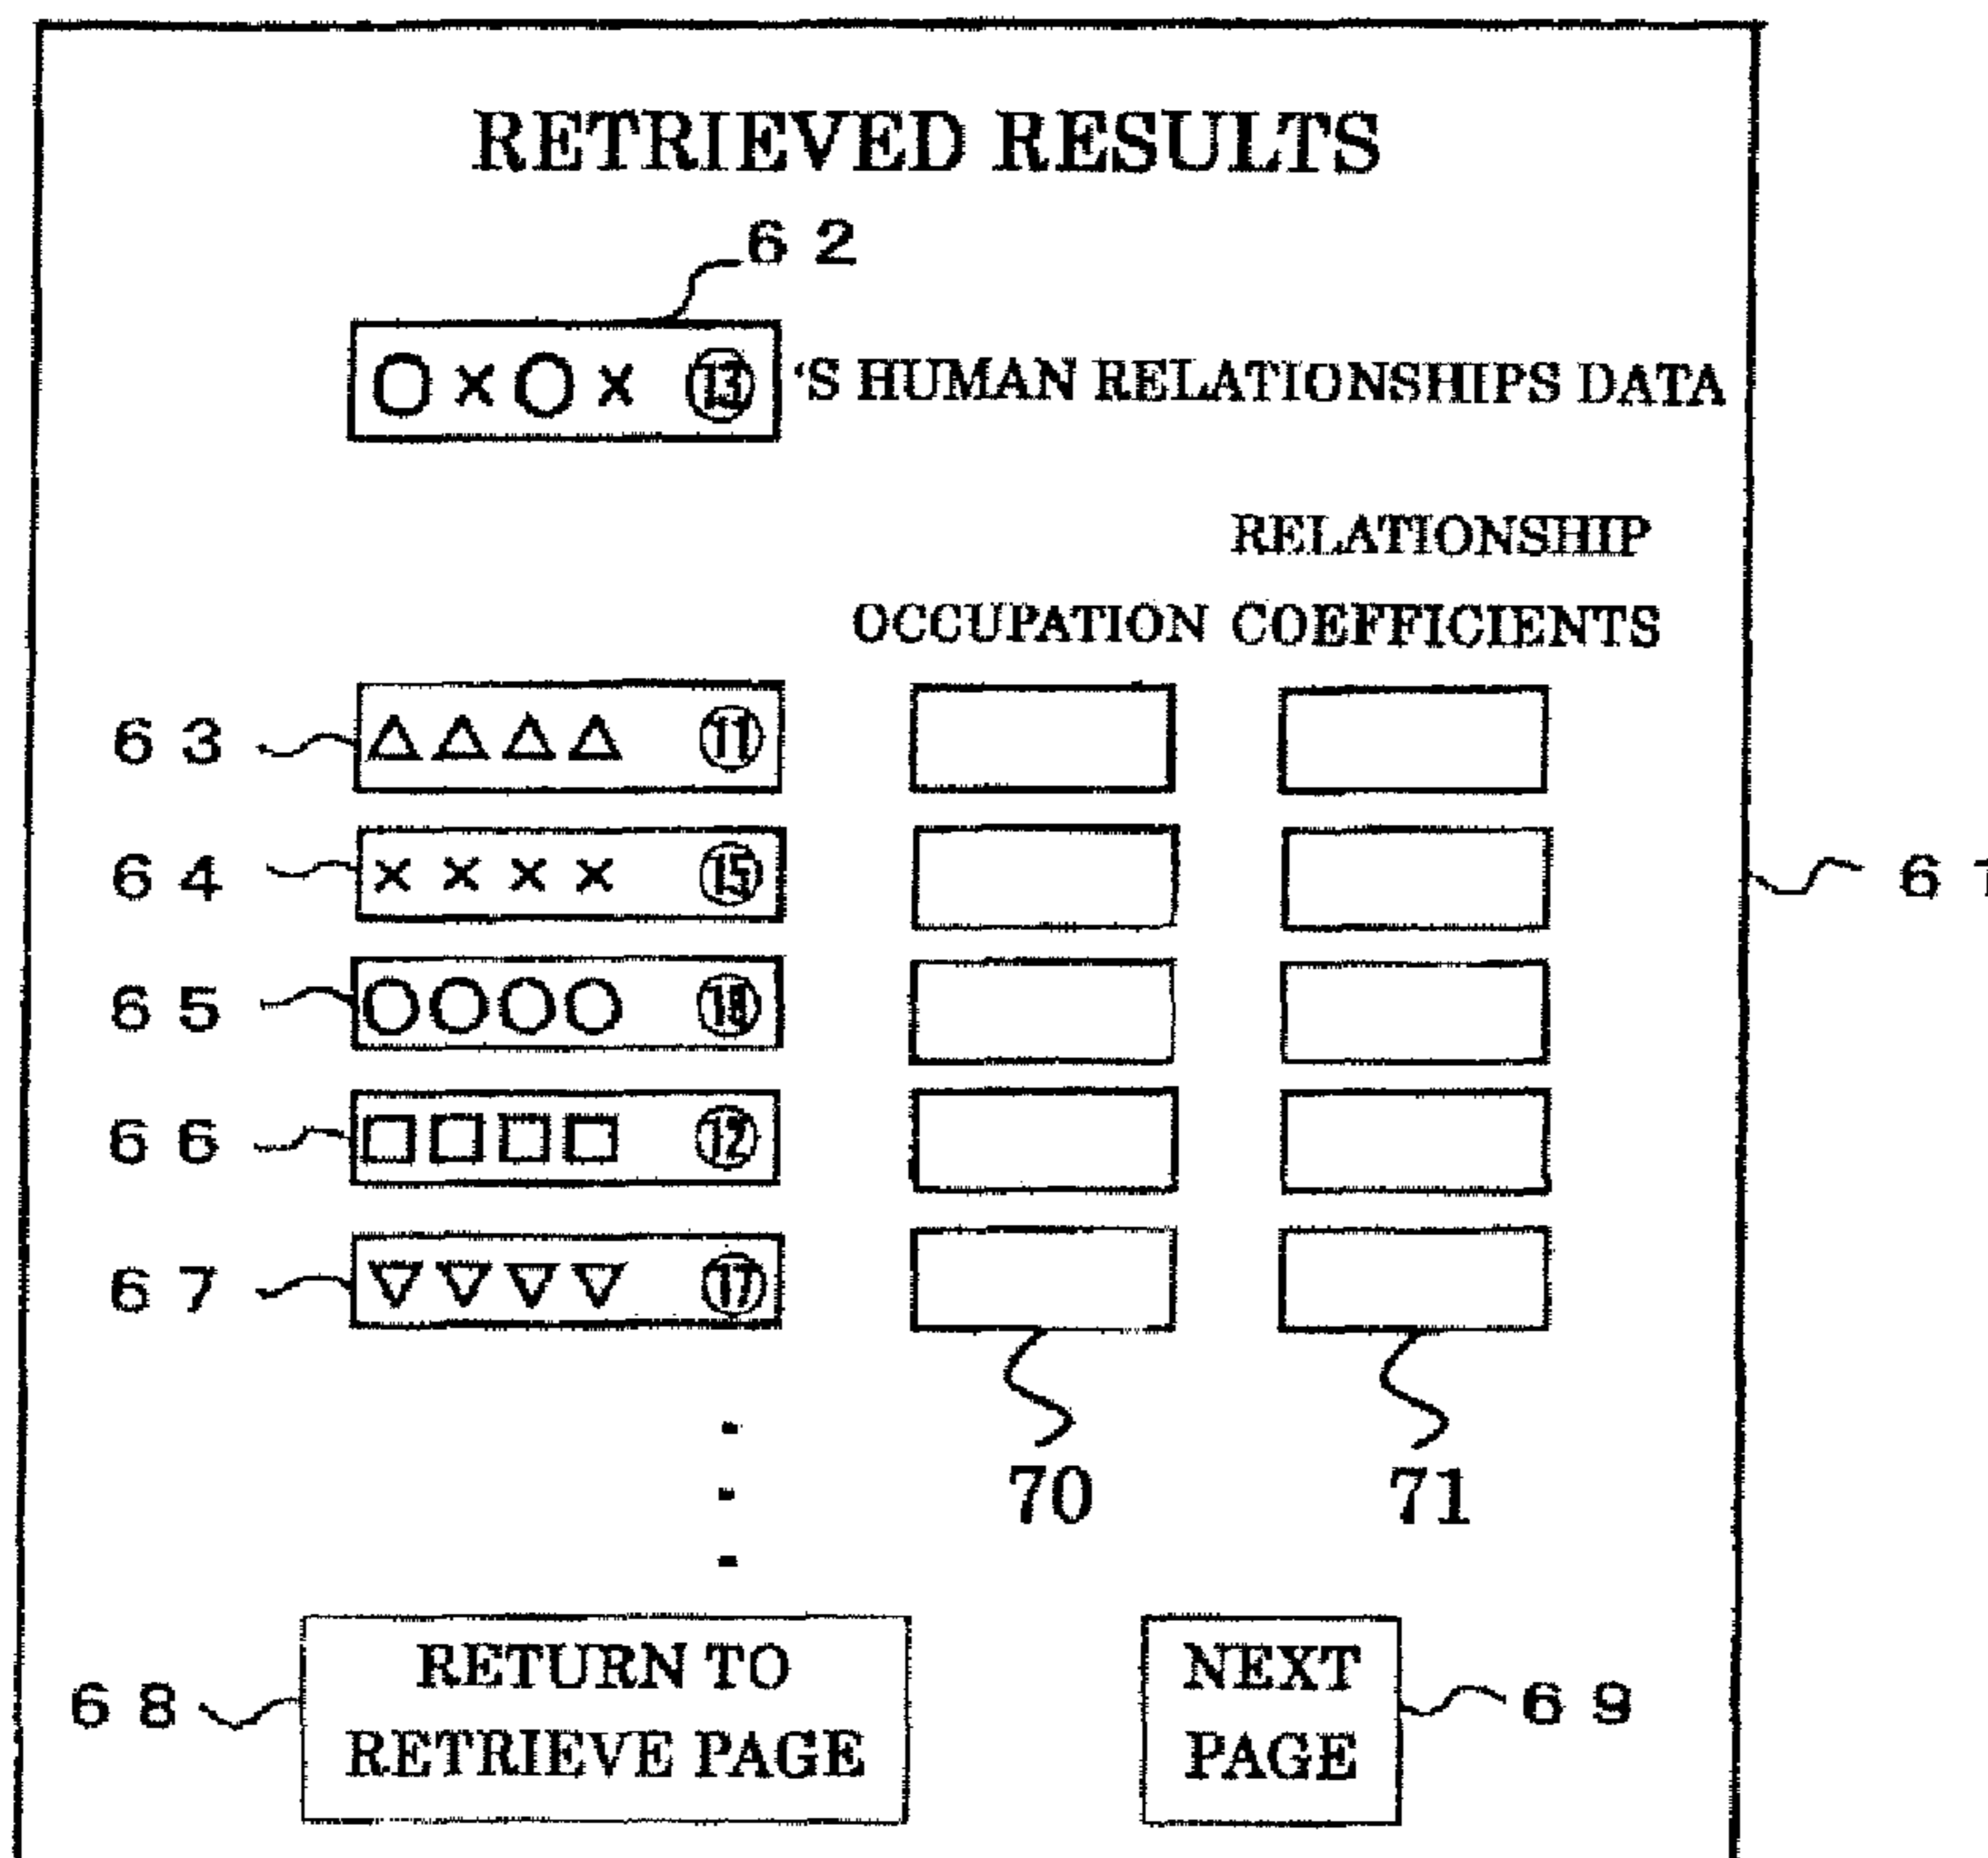 RETRIEVED RESULTS
62
○×○× ⑬ 'S HUMAN RELATIONSHIPS DATA
RELATIONSHIP
OCCUPATION COEFFICIENTS
63 △△△△ ⑪
64 ×××× ⑮
6
65 ○○○○
66 □□□□ ⑫
67 ▽▽▽▽ ⑰
70 71
RETURN TO
RETRIEVE PAGE
NEXT
PAGE
68
69